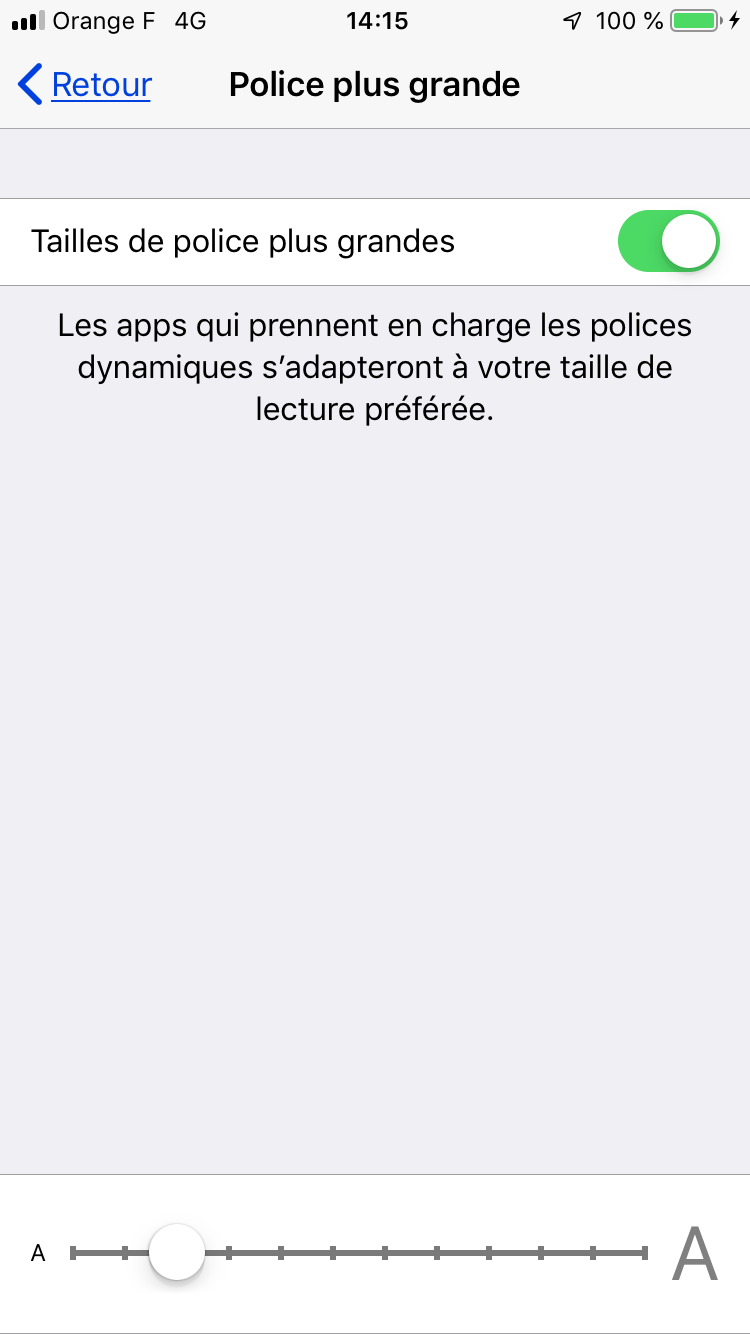 Orange F 4G 14:15 100 %
Retour Police plus grande
Tailles de police plus grandes
Les apps qui prennent en charge les polices
dynamiques s’adapteront à votre taille de
lecture préférée.
A A